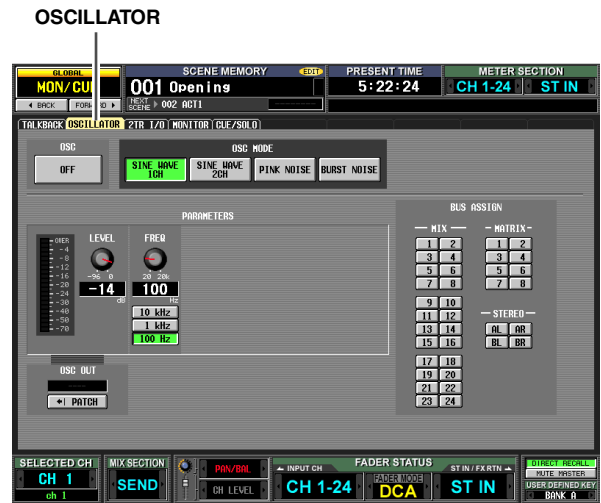 OSCILLATOR
GLOBAL SCENE MEMORY EDIT PRESENT TIME METER SECTION
MON/CUE 001 Opening 5:22:24 CH 1-24 ST IN
BACK FORWARD NEXT SCENE 002 ACT1
TALKBACK OSCILLATOR 2TR I/O MONITOR CUE/SOLO
OSC OSC MODE
OFF SINE WAVE 1CH SINE WAVE 2CH PINK NOISE BURST NOISE
BUS ASSIGN
PARAMETERS
MIX MATRIX
LEVEL FREQ
OVER
-4
-8
-12
-16
-20
-24
-30
-40
-50
-70
-96 0 20 20k
-14 100
dB Hz
10 kHz
1 kHz
100 Hz
1 2 1 2
3 4 3 4
5 6 5 6
7 8 7 8
9 10
11 12 STEREO
13 14 AL AR
15 16 BL BR
17 18
19 20
21 22
23 24
OSC OUT
----
PATCH
SELECTED CH MIX SECTION PAN/BAL INPUT CH FADER STATUS ST IN / FX RTN DIRECT RECALL
CH 1 SEND CH LEVEL CH 1-24 FADER MODE DCA ST IN MUTE MASTER
ch 1 USER DEFINED KEY
BANK A